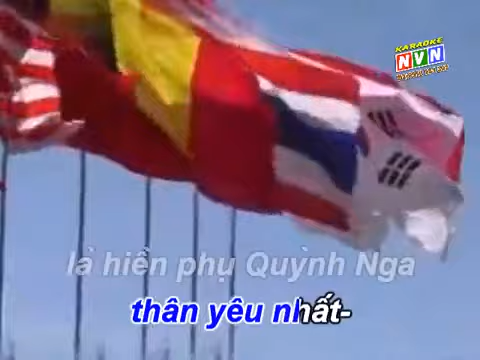 KARAOKE
NVN
là hiền phụ Quỳnh Nga
thân yêu nhất-